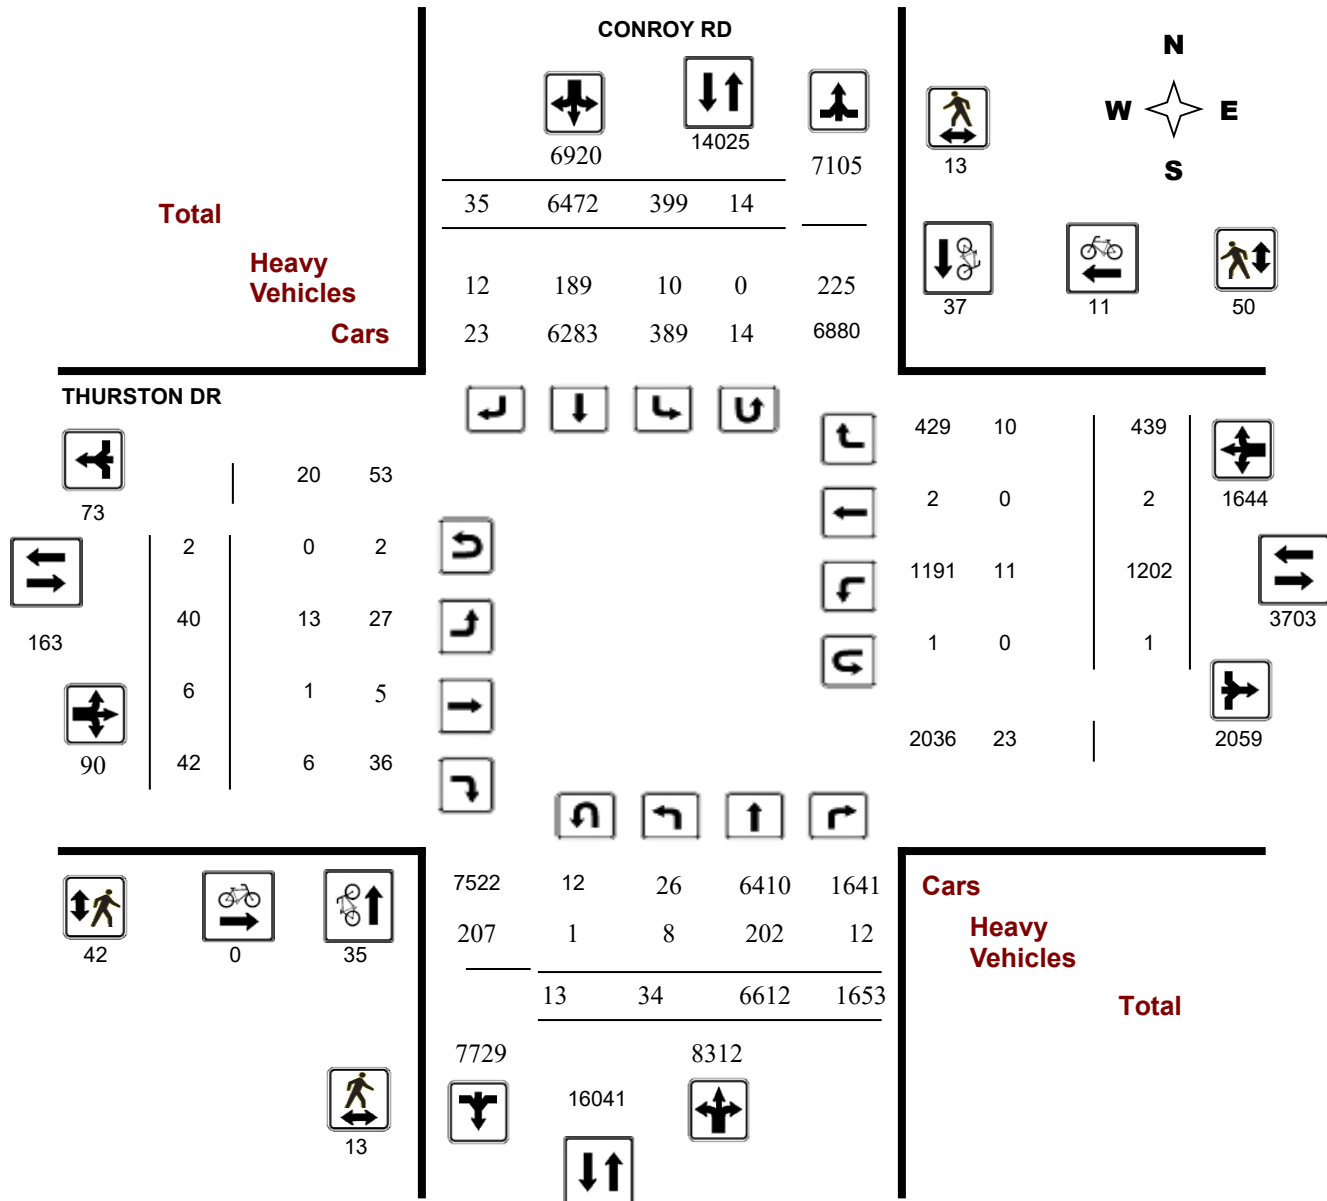 CONROY RD
N
W E
S
6920 14025 7105 13
35 6472 399 14
Total
Heavy
Vehicles 12 189 10 0 225
37 11 50
Cars 23 6283 389 14 6880
THURSTON DR
429 10 439
20 53
73
2 0 2 1644
2 0 2
1191 11 1202
40 13 27
3703
163
1 0 1
6 1 5
90 42 6 36
2036 23 2059
7522 12 26 6410 1641 Cars
207 1 8 202 12 Heavy
Vehicles
42 0 35
13 34 6612 1653 Total
7729 8312
16041
13